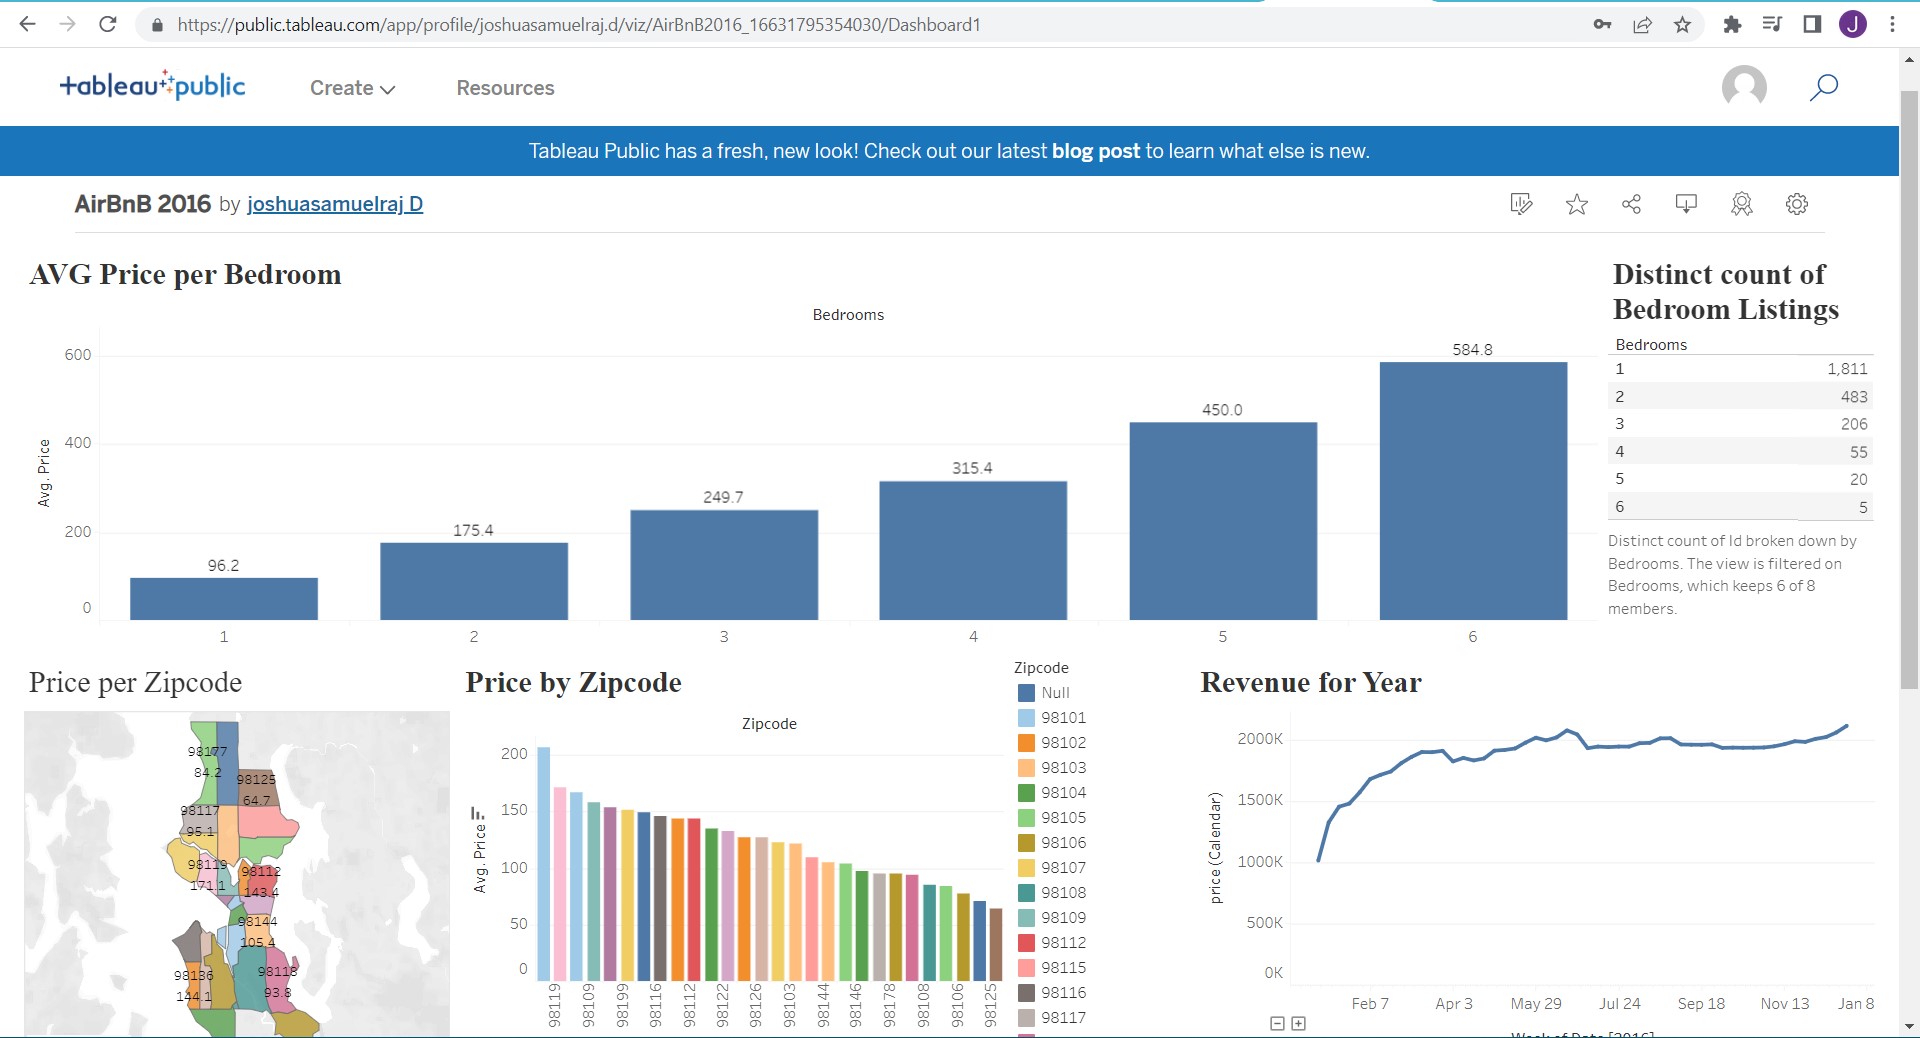 https://public.tableau.com/app/profile/joshuasamuelraj.d/viz/AirBnB2016_16631795354030/Dashboard1
J
+ableau public
Create
Resources
Tableau Public has a fresh, new look! Check out our latest blog post to learn what else is new.
AirBnB 2016 by joshuasamuelraj D
AVG Price per Bedroom
Bedrooms
Avg. Price
600
400
200
0
96.2
175.4
249.7
315.4
450.0
584.8
1
2
3
4
5
6
Distinct count of
Bedroom Listings
Bedrooms
1 1,811
2 483
3 206
4 55
5 20
6 5
Distinct count of Id broken down by
Bedrooms. The view is filtered on
Bedrooms, which keeps 6 of 8
members.
Price per Zipcode
98177
84.2
98125
64.7
98117
95.1
98119
171.1
98112
143.4
98144
105.4
98136
144.1
98118
93.8
Price by Zipcode
Zipcode
Avg. Price
200
150
100
50
0
98119
98109
98199
98116
98112
98122
98126
98103
98144
98146
98178
98108
98106
98125
Zipcode
Null
98101
98102
98103
98104
98105
98106
98107
98108
98109
98112
98115
98116
98117
Revenue for Year
price (Calendar)
2000K
1500K
1000K
500K
0K
Feb 7
Apr 3
May 29
Jul 24
Sep 18
Nov 13
Jan 8
Week of Date [2016]